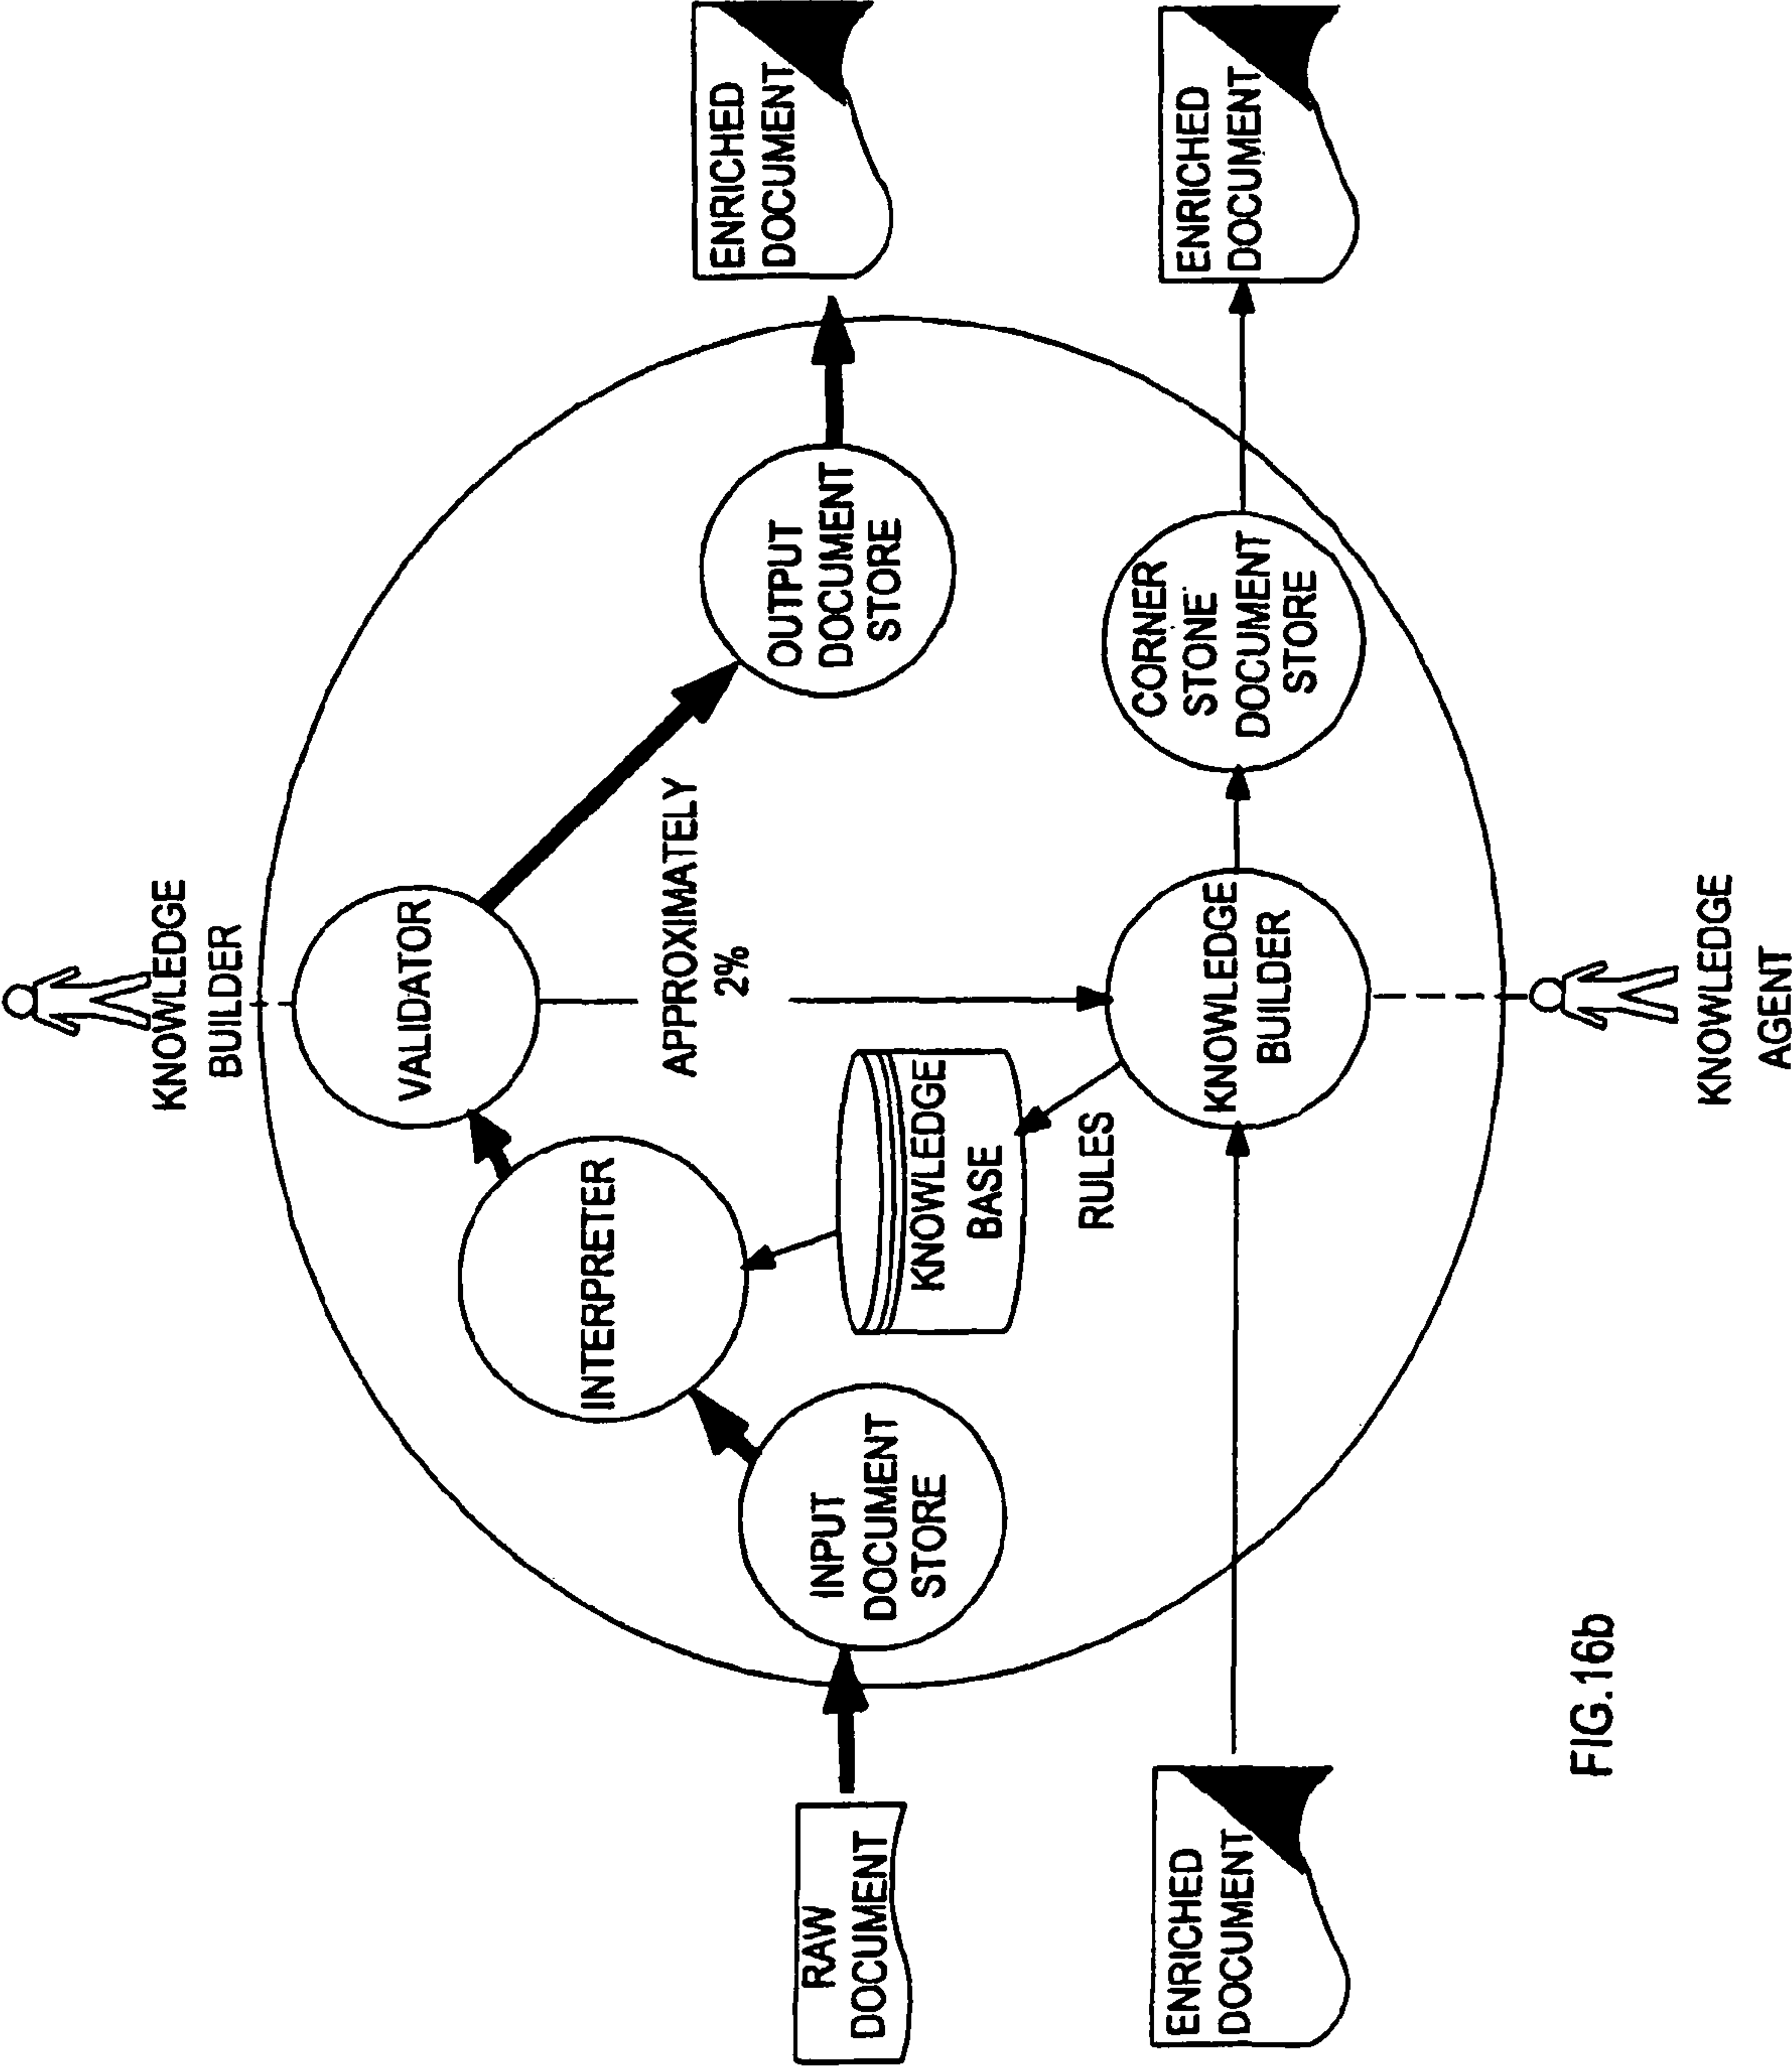 KNOWLEDGE
BUILDER
VALIDATOR
INTERPRETER
APPROXIMATELY
2%
RAW
DOCUMENT
INPUT
DOCUMENT
STORE
KNOWLEDGE
BASE
OUTPUT
DOCUMENT
STORE
ENRICHED
DOCUMENT
RULES
ENRICHED
DOCUMENT
KNOWLEDGE
BUILDER
CORNER
STONE
DOCUMENT
STORE
ENRICHED
DOCUMENT
KNOWLEDGE
AGENT
FIG.16b